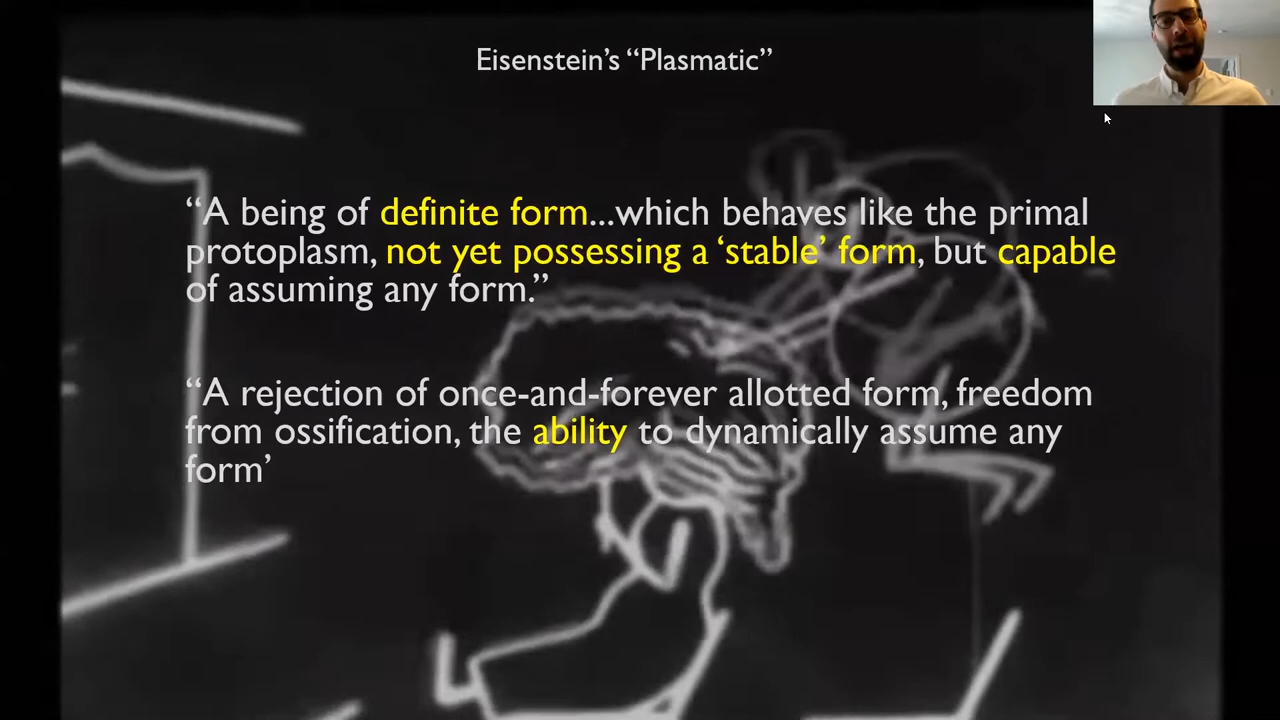 Eisenstein’s “Plasmatic”
“A being of definite form...which behaves like the primal
protoplasm, not yet possessing a ‘stable’ form, but capable
of assuming any form.”
“A rejection of once-and-forever allotted form, freedom
from ossification, the ability to dynamically assume any
form’